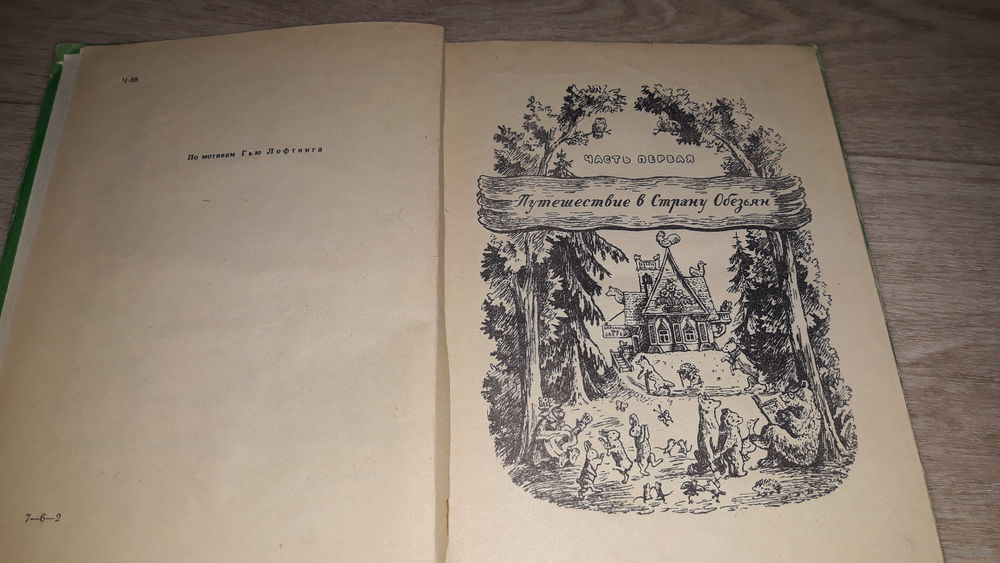 Ч-88
По мотивам Гью Лофтинга
7—6—2
ЧАСТЬ ПЕРВАЯ
Путешествие в Страну Обезьян